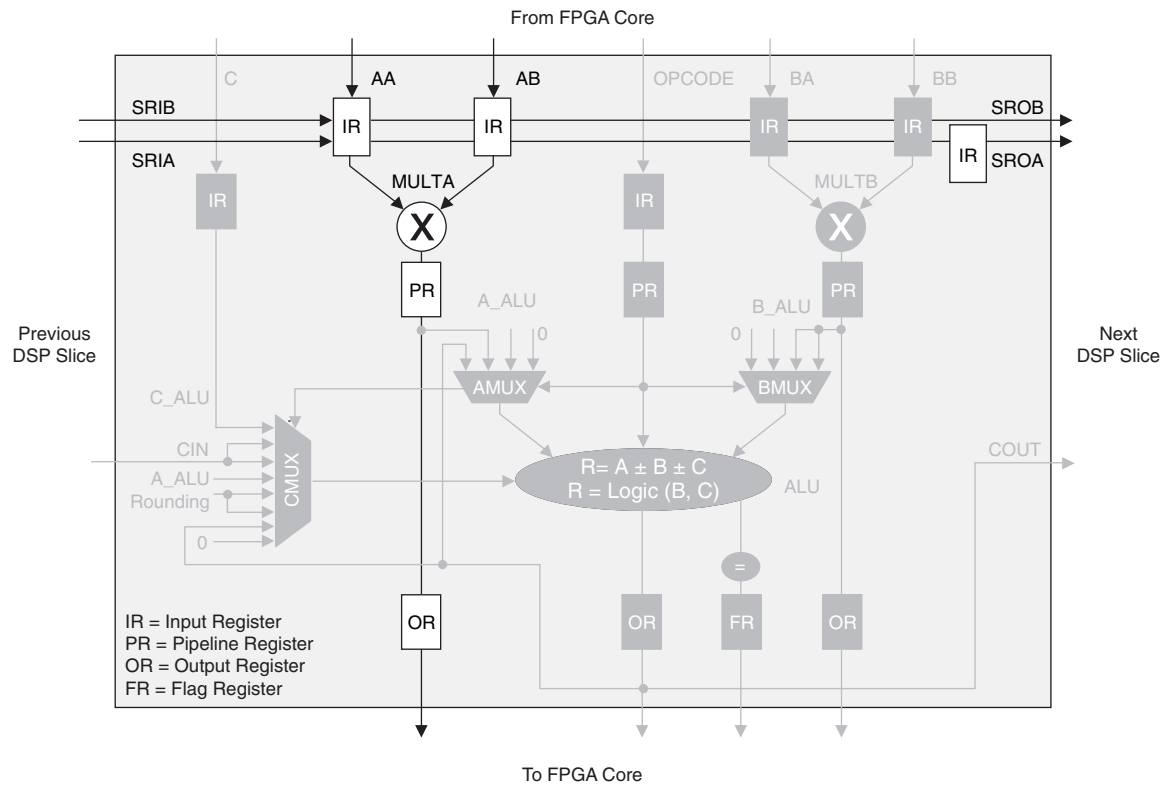 From FPGA Core
C
AA
AB
OPCODE
BA
BB
SRIB
SROB
IR
IR
IR
IR
IR
SRIA
SROA
MULTA
MULTB
IR
IR
X
X
PR
PR
PR
A_ALU
B_ALU
0
0
Previous
DSP Slice
Next
DSP Slice
AMUX
BMUX
C_ALU
CIN
COUT
A_ALU
Rounding
0
CMUX
R= A ± B ± C
R = Logic (B, C)
ALU
=
OR
OR
FR
OR
IR = Input Register
PR = Pipeline Register
OR = Output Register
FR = Flag Register
To FPGA Core